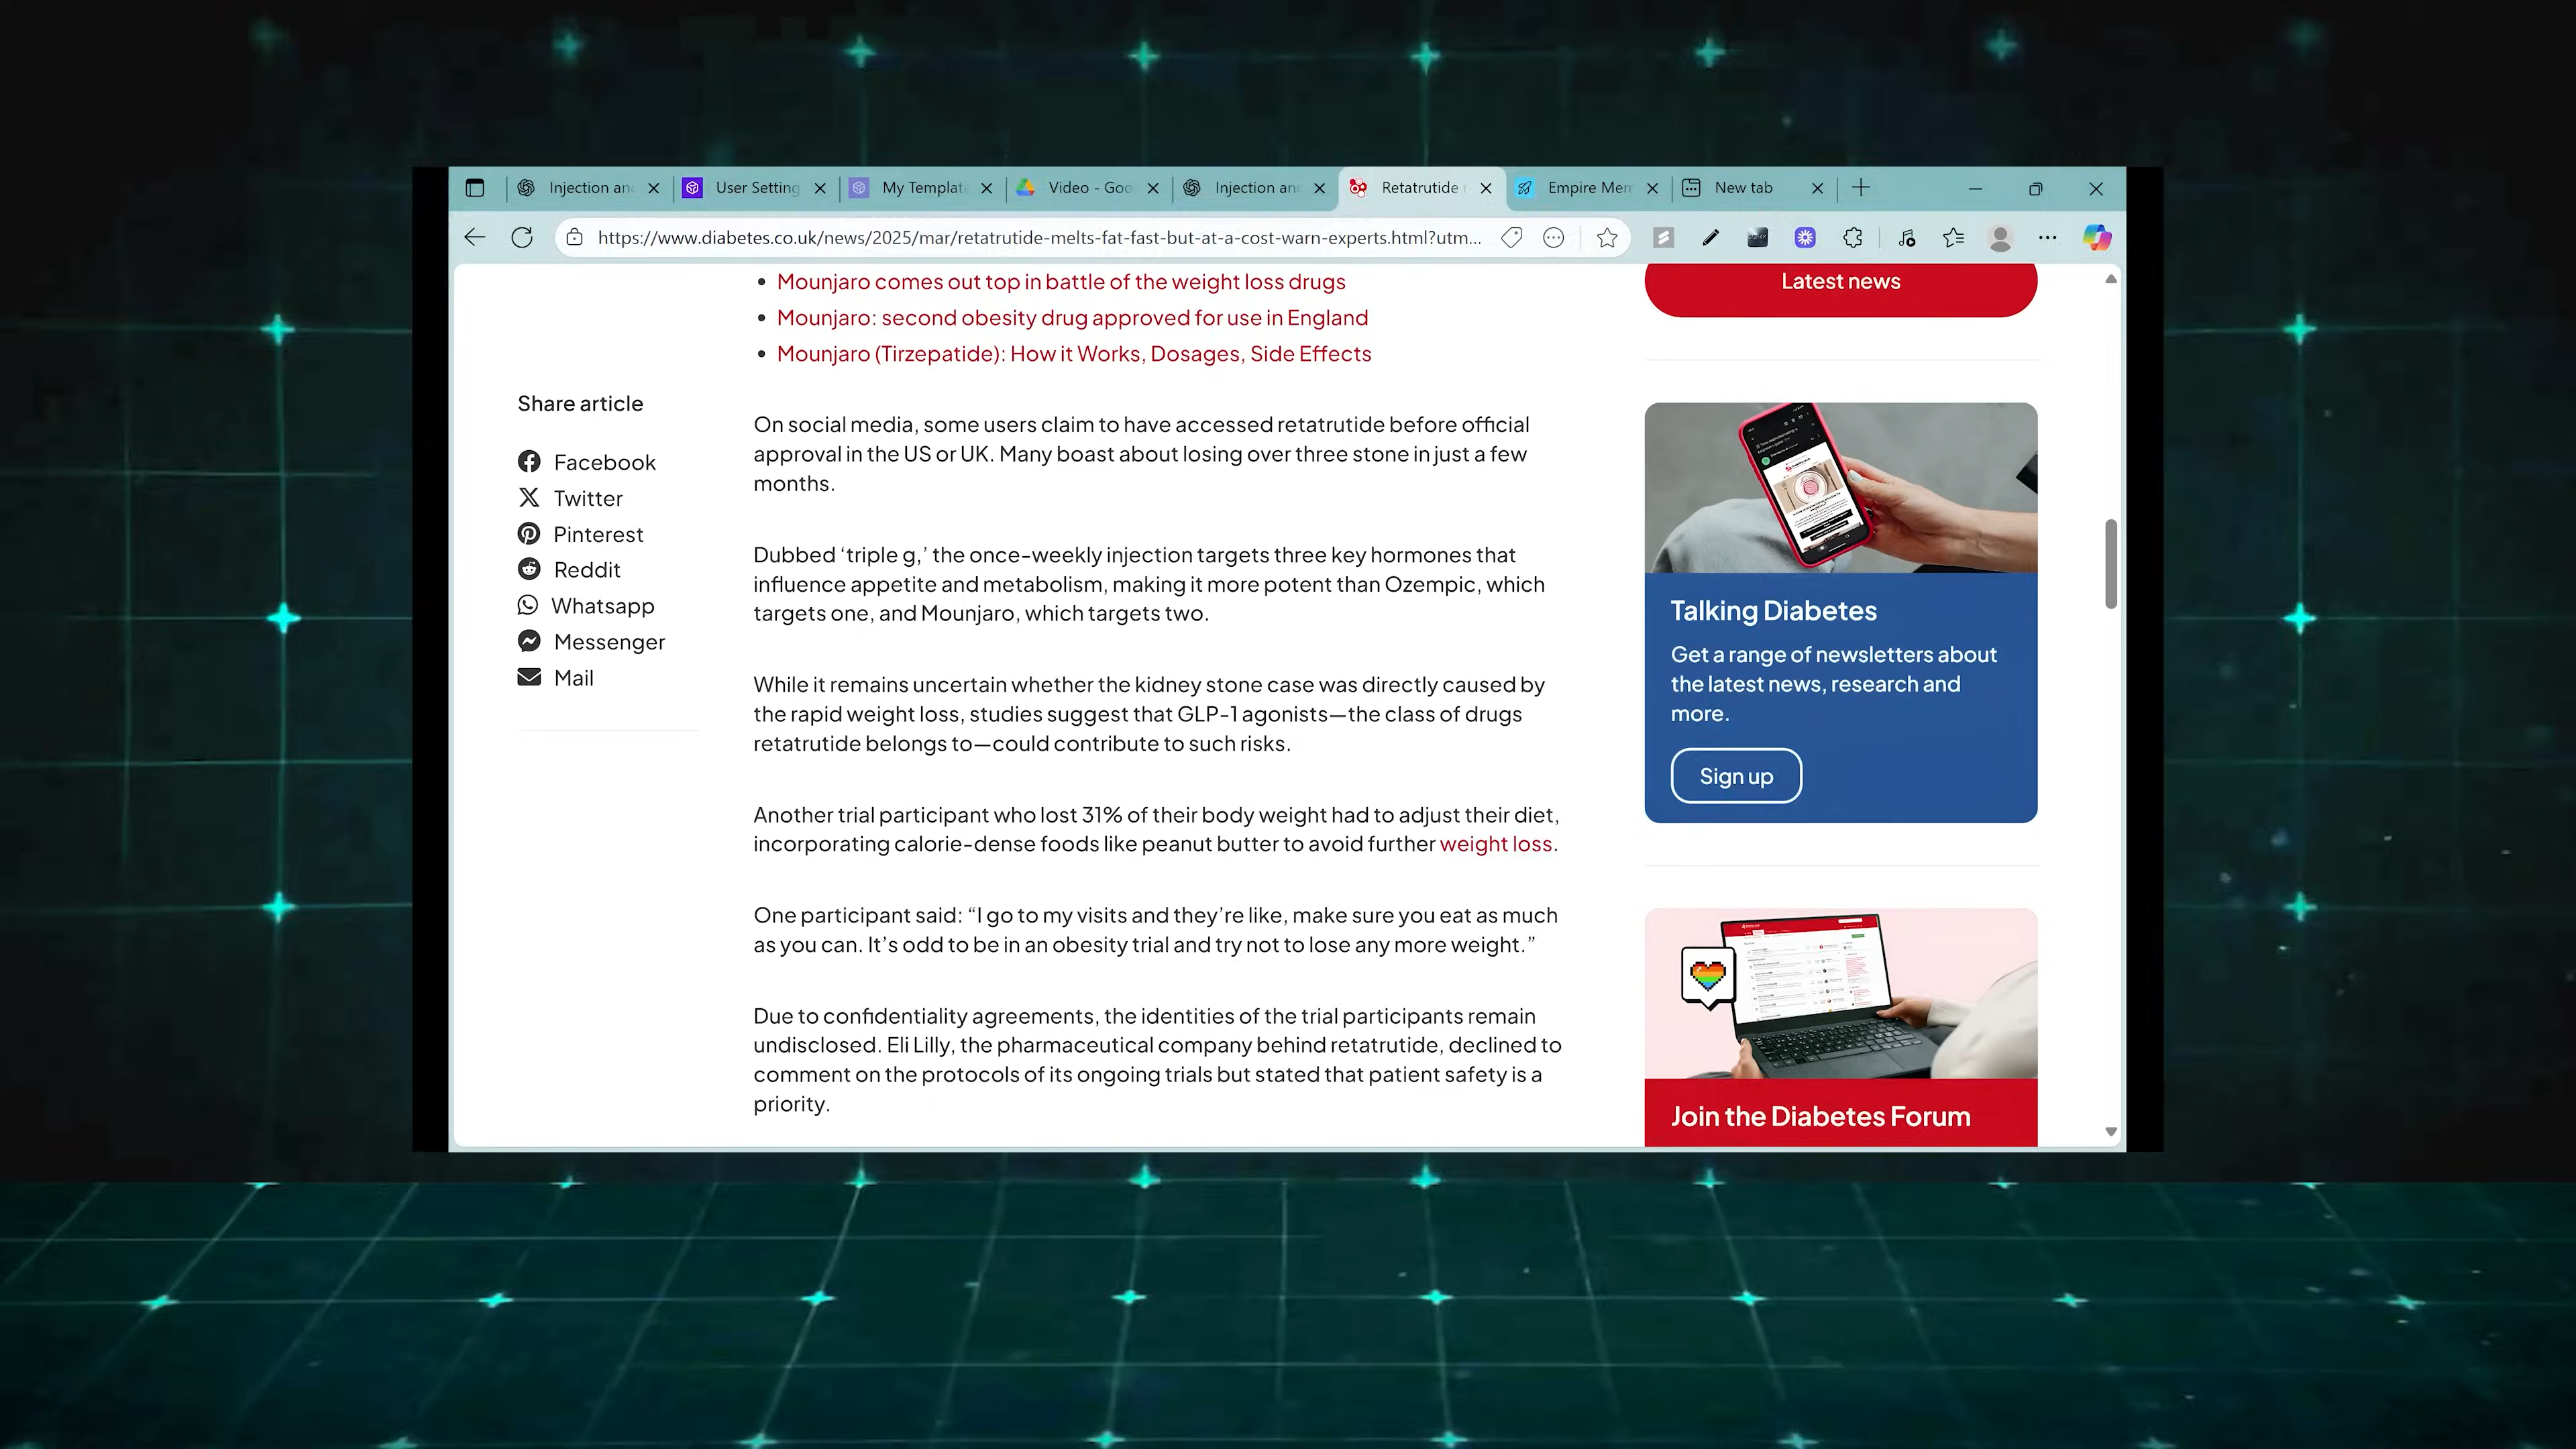 Injection an
User Setting
My Templat
Video - Goo
Injection an
Retatrutide
Empire Mem
New tab
https://www.diabetes.co.uk/news/2025/mar/retatrutide-melts-fat-fast-but-at-a-cost-warn-experts.html?utm...
Share article
Facebook
Twitter
Pinterest
Reddit
Whatsapp
Messenger
Mail
• Mounjaro comes out top in battle of the weight loss drugs
• Mounjaro: second obesity drug approved for use in England
• Mounjaro (Tirzepatide): How it Works, Dosages, Side Effects
On social media, some users claim to have accessed retatrutide before official
approval in the US or UK. Many boast about losing over three stone in just a few
months.
Dubbed ‘triple g,’ the once-weekly injection targets three key hormones that
influence appetite and metabolism, making it more potent than Ozempic, which
targets one, and Mounjaro, which targets two.
While it remains uncertain whether the kidney stone case was directly caused by
the rapid weight loss, studies suggest that GLP-1 agonists—the class of drugs
retatrutide belongs to—could contribute to such risks.
Another trial participant who lost 31% of their body weight had to adjust their diet,
incorporating calorie-dense foods like peanut butter to avoid further weight loss.
One participant said: “I go to my visits and they’re like, make sure you eat as much
as you can. It’s odd to be in an obesity trial and try not to lose any more weight.”
Due to confidentiality agreements, the identities of the trial participants remain
undisclosed. Eli Lilly, the pharmaceutical company behind retatrutide, declined to
comment on the protocols of its ongoing trials but stated that patient safety is a
priority.
Latest news
Talking Diabetes
Get a range of newsletters about
the latest news, research and
more.
Sign up
Join the Diabetes Forum